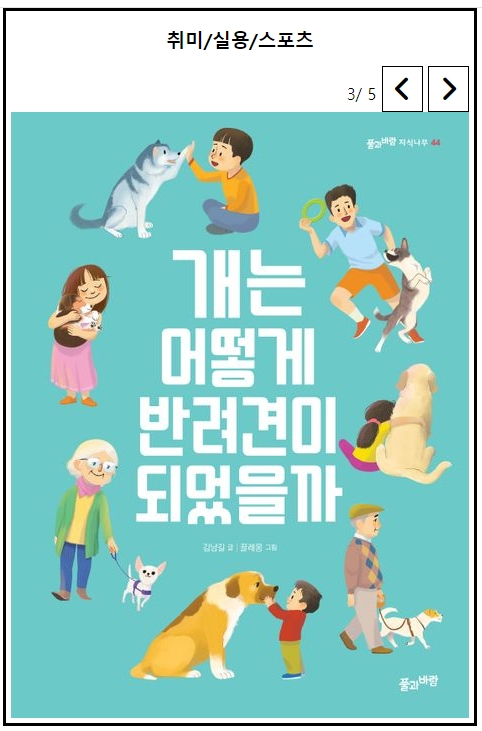 취미/실용/스포츠
3/ 5
풀과바람 지식나무 44
개는
어떻게
반려견이
되었을까
김남길 글 | 끌레몽 그림
풀과바람